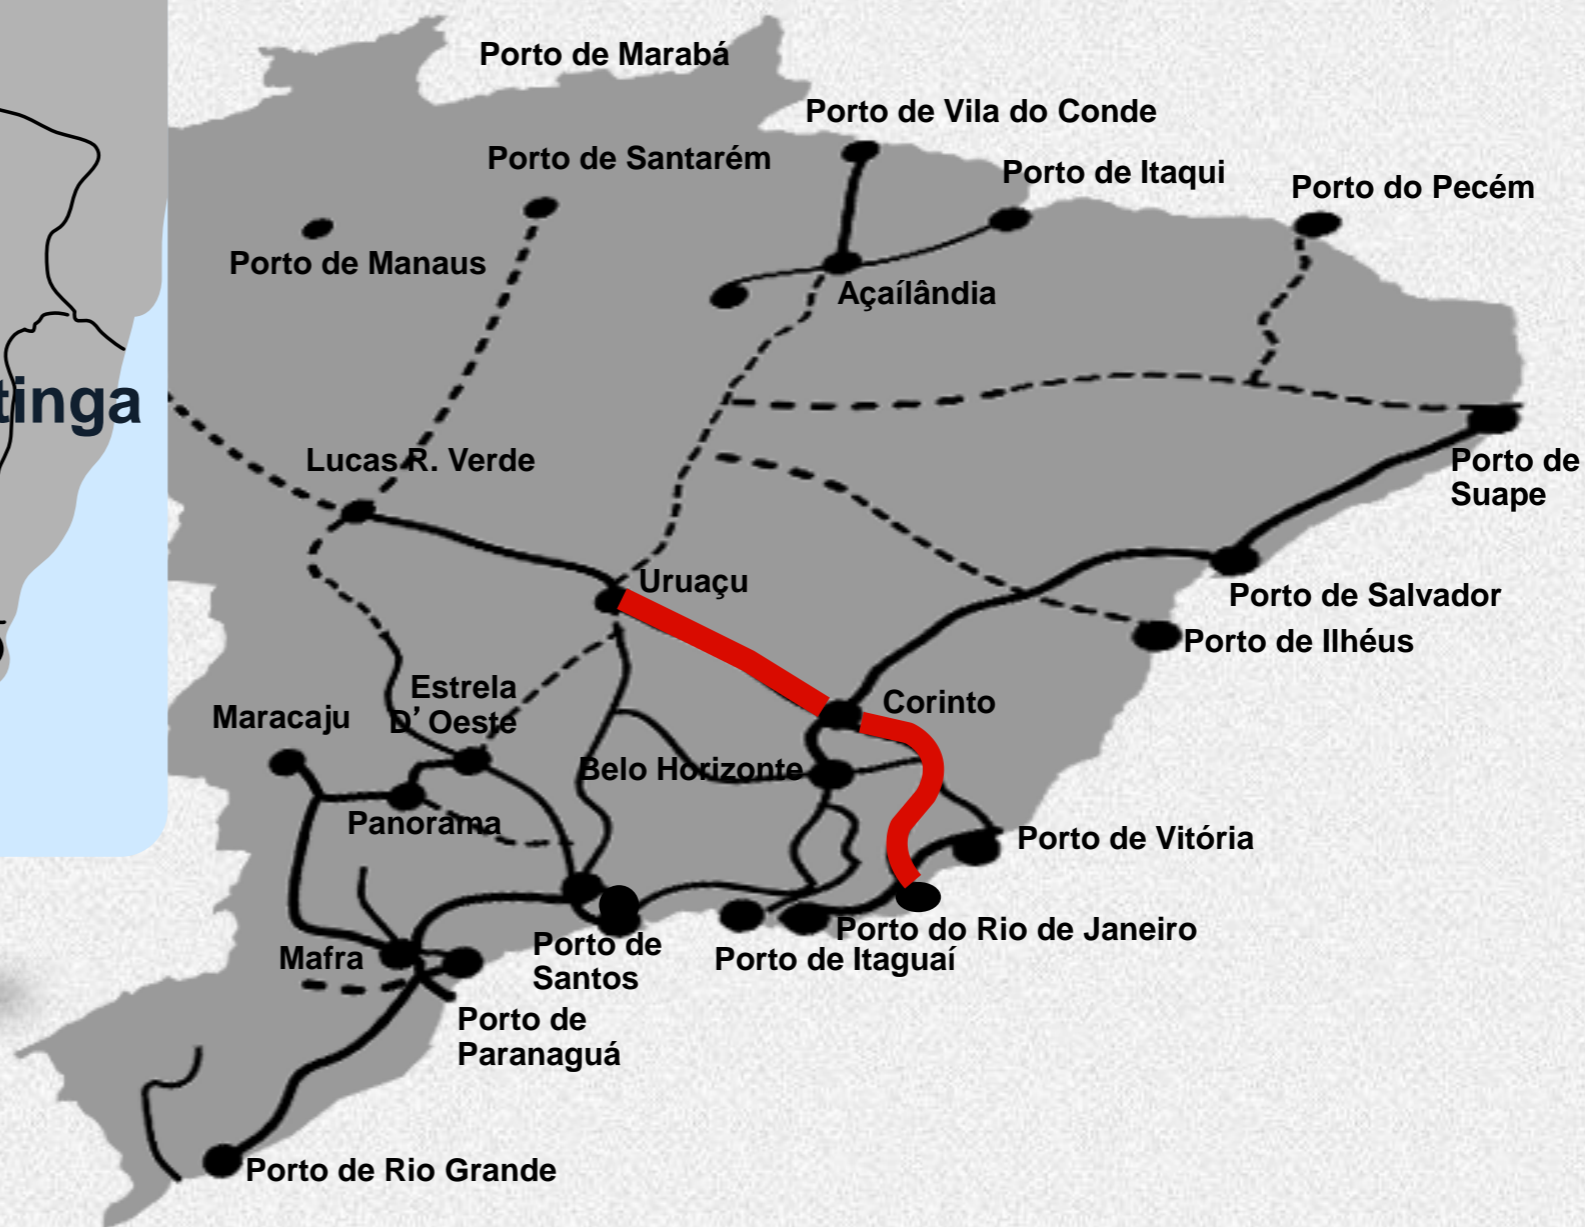 Porto de Marabá
Porto de Vila do Conde
Porto de Santarém
Porto de Itaqui
Porto do Pecém
Porto de Manaus
Açaílândia
tinga
Lucas R. Verde
Porto de
Suape
Uruaçu
Porto de Salvador
Porto de Ilhéus
Estrela
D’ Oeste
Maracaju
Corinto
Belo Horizonte
Panorama
Porto de Vitória
Porto do Rio de Janeiro
Porto de Itaguaí
Porto de
Santos
Mafra
Porto de
Paranaguá
Porto de Rio Grande